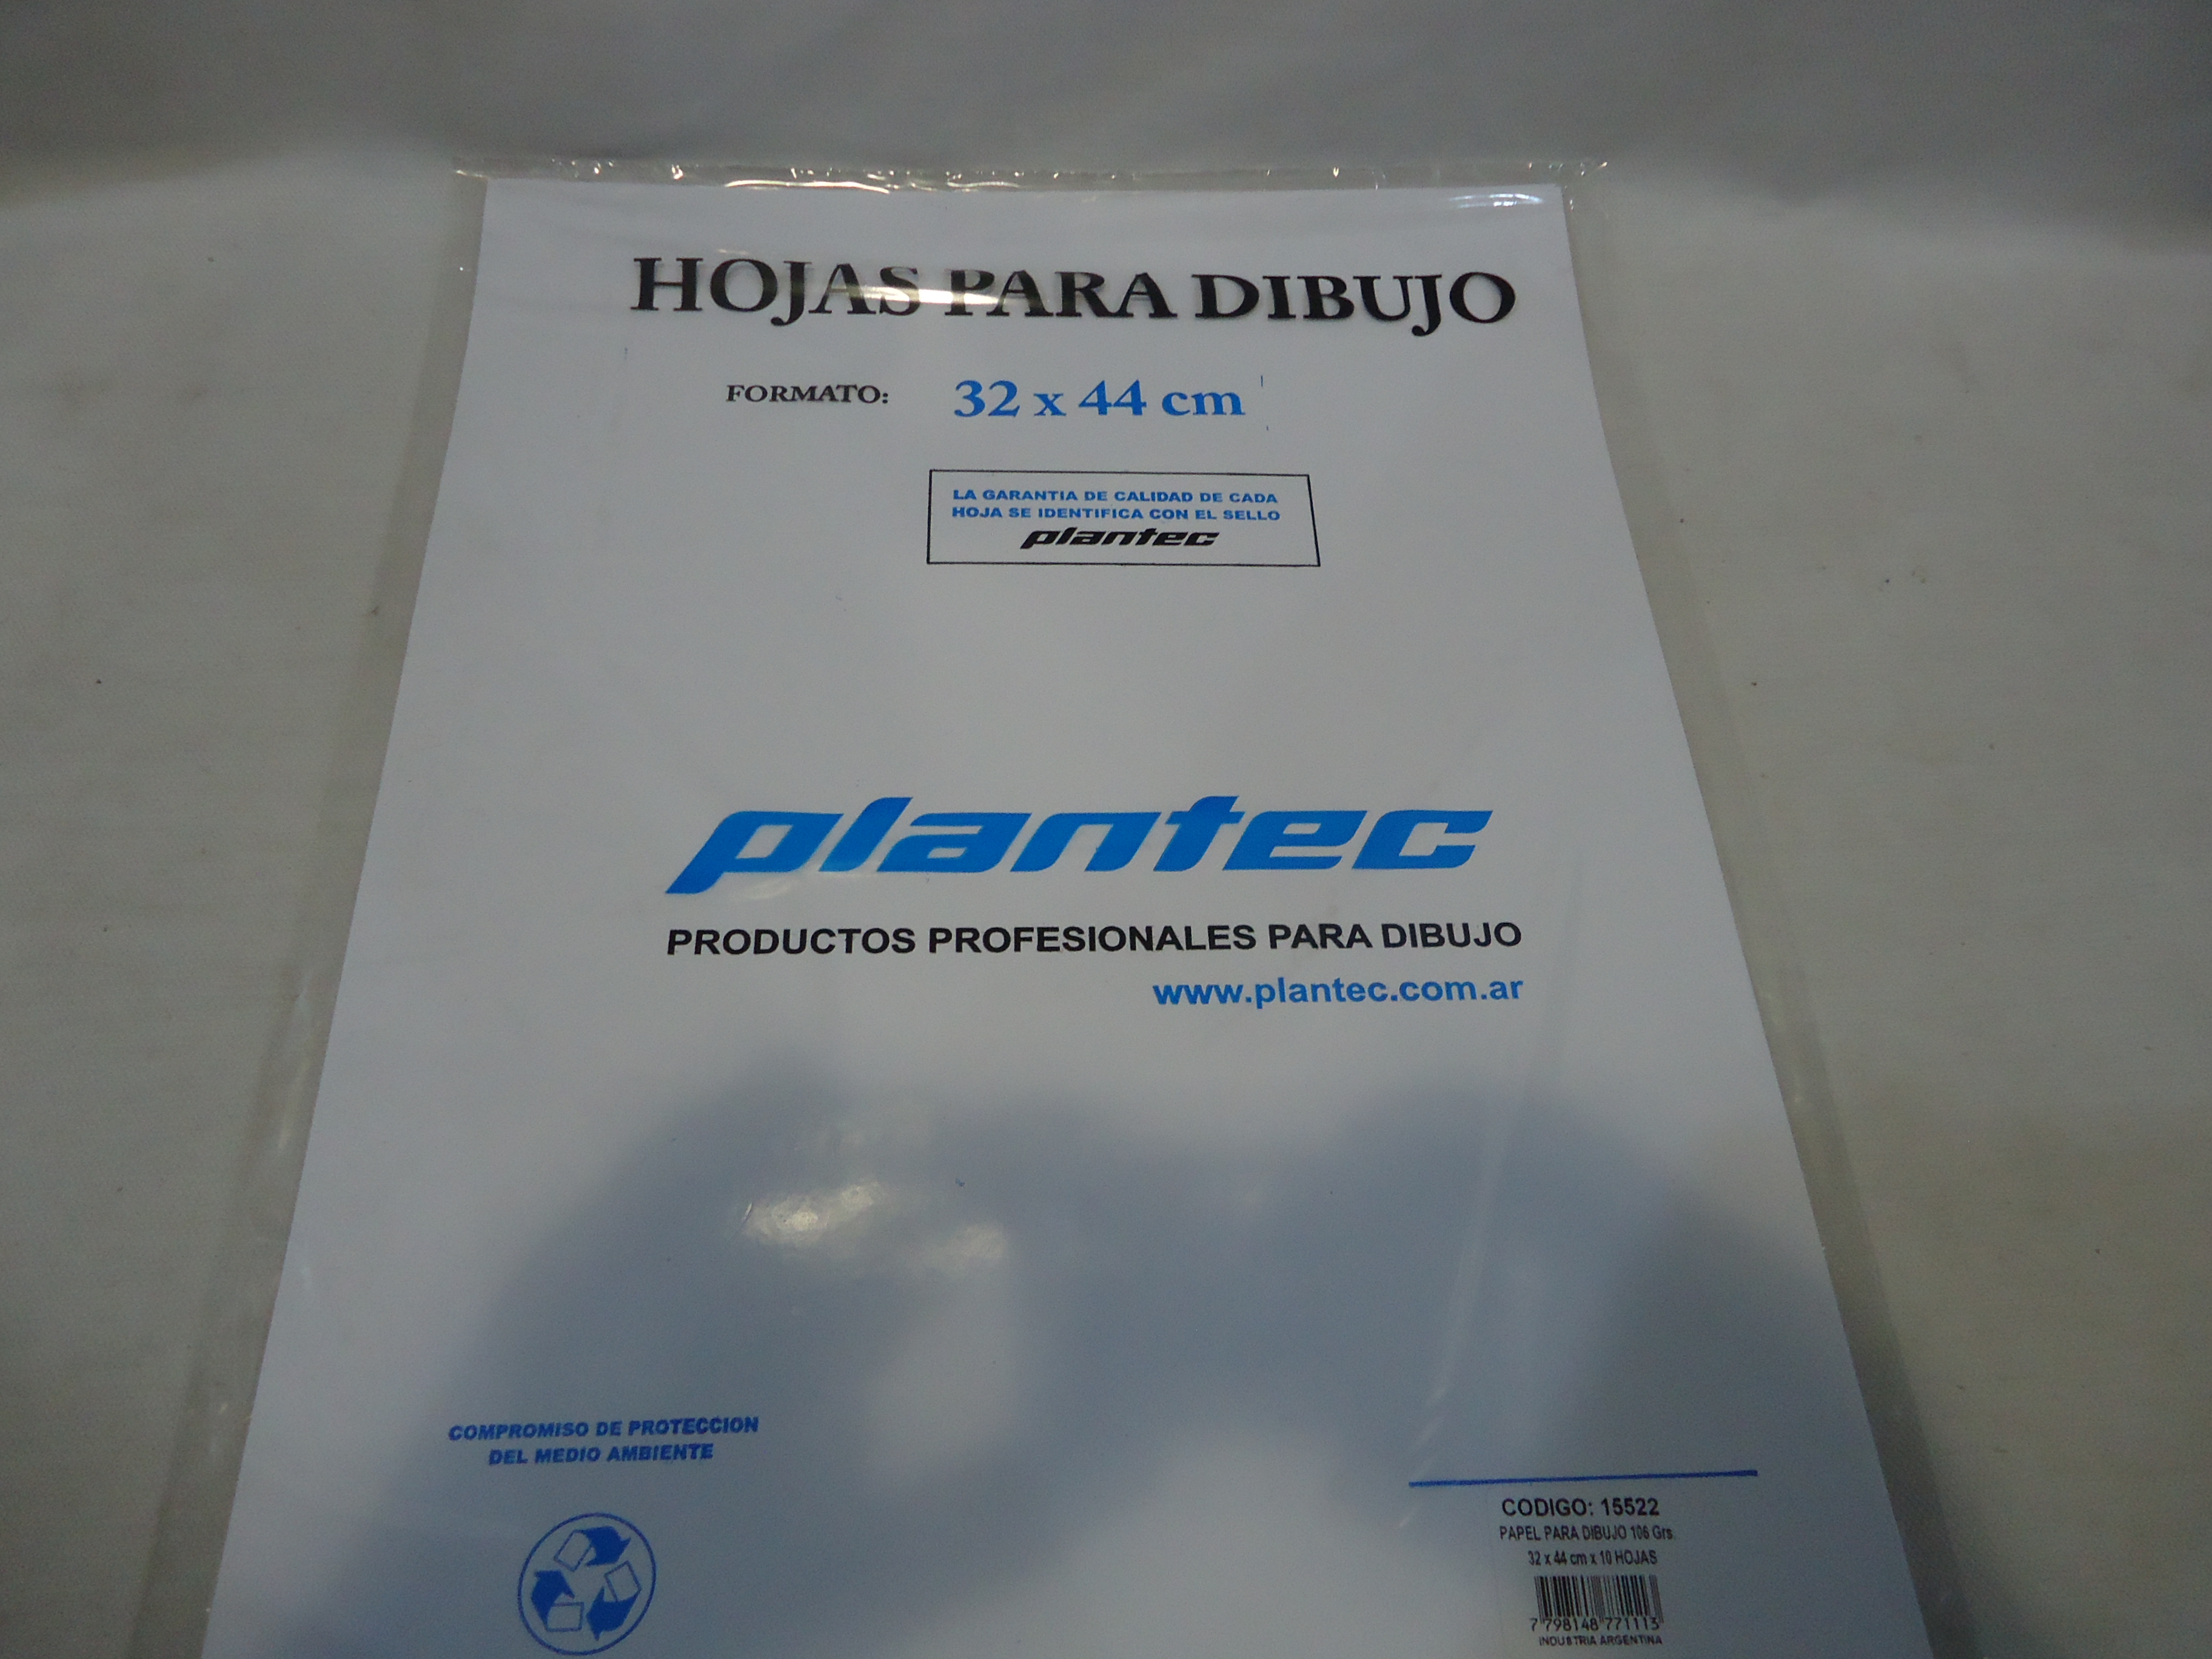 HOJAS PARA DIBUJO
FORMATO: 32 x 44 cm
LA GARANTIA DE CALIDAD DE CADA
HOJA SE IDENTIFICA CON EL SELLO
plantec
plantec
PRODUCTOS PROFESIONALES PARA DIBUJO
www.plantec.com.ar
COMPROMISO DE PROTECCION
DEL MEDIO AMBIENTE
CODIGO: 15522
PAPEL PARA DIBUJO 106 Grs.
32 x 44 cm x 10 HOJAS
7 798148 771113
INDUSTRIA ARGENTINA